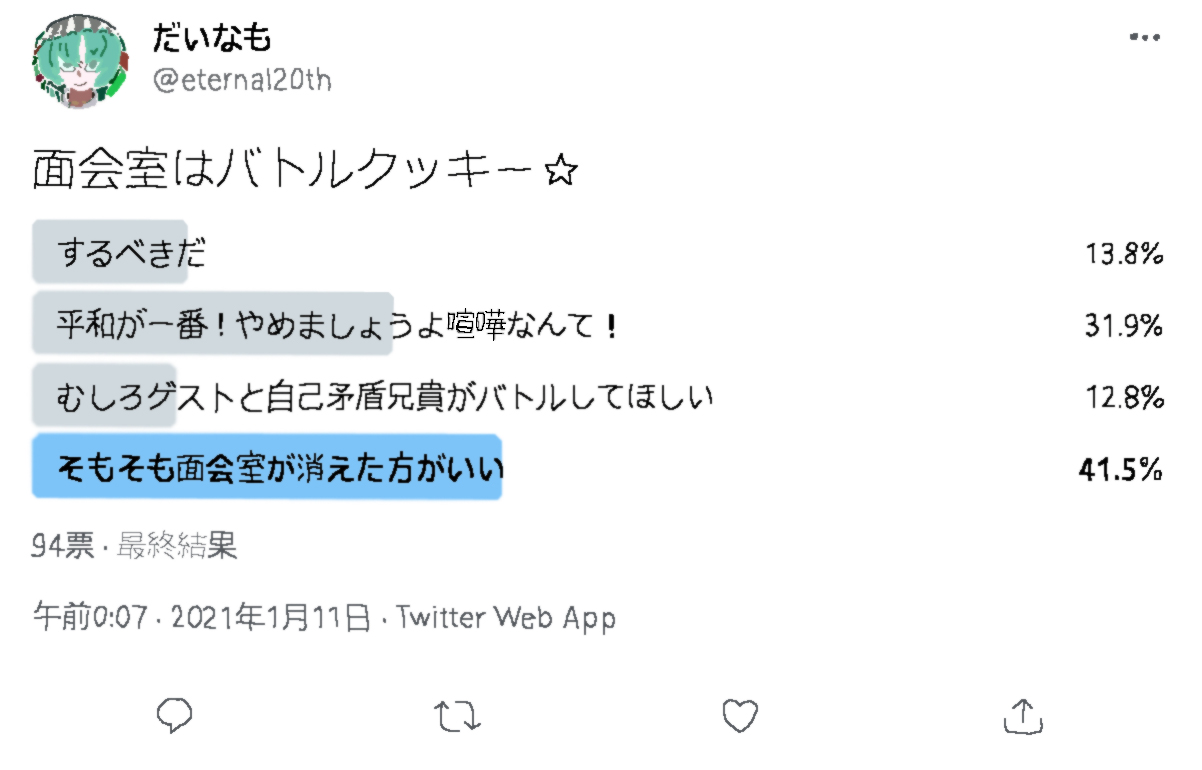 だいなも
@eternal20th
面会室はバトルクッキー☆
するべきだ 13.8%
平和が一番！やめましょうよ喧嘩なんて！ 31.9%
むしろゲストと自己矛盾兄貴がバトルしてほしい 12.8%
そもそも面会室が消えた方がいい 41.5%
94票・最終結果
午前0:07・2021年1月11日・Twitter Web App